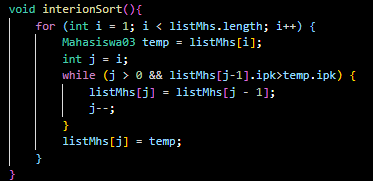 void interionSort(){
for (int i = 1; i < listMhs.length; i++) {
Mahasiswa03 temp = listMhs[i];
int j = i;
while (j > 0 && listMhs[j-1].ipk>temp.ipk) {
listMhs[j] = listMhs[j - 1];
j--;
}
listMhs[j] = temp;
}
}